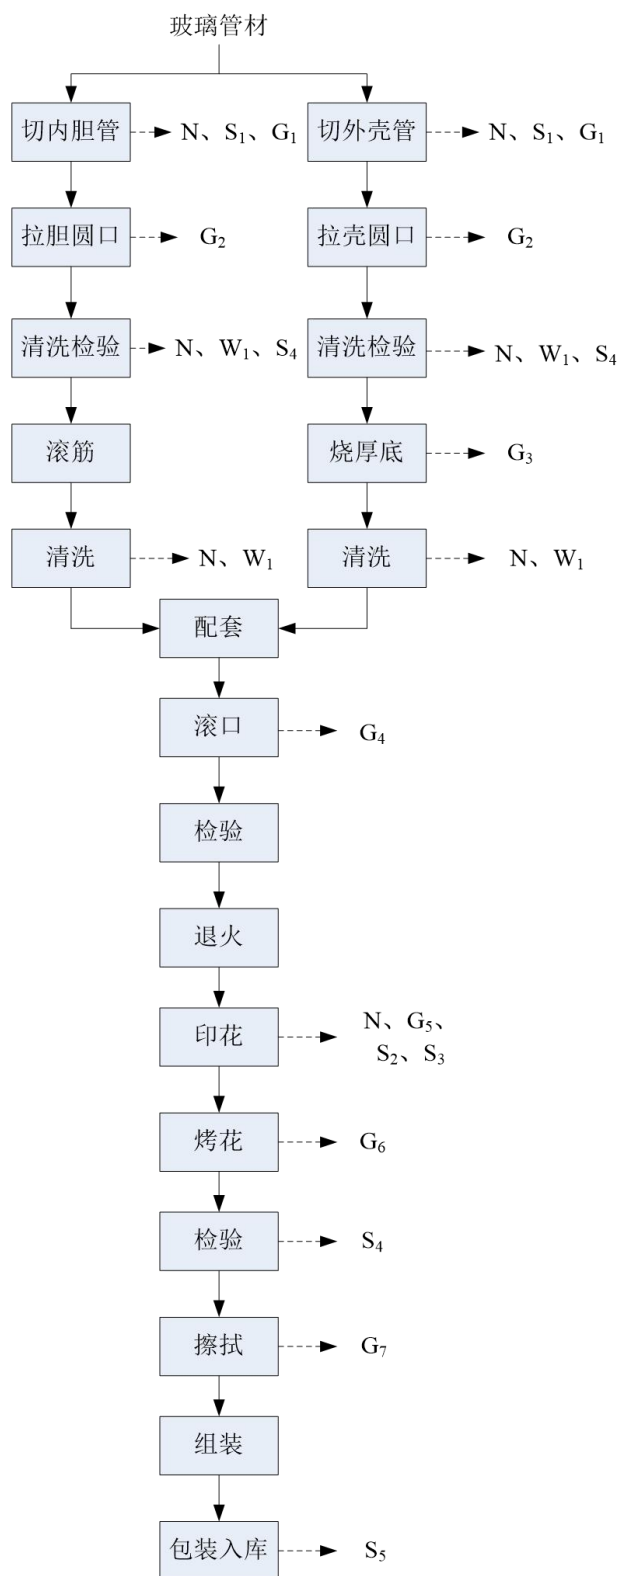 玻璃管材
切内胆管
N、S₁、G₁
切外壳管
N、S₁、G₁
拉胆圆口
G₂
拉壳圆口
G₂
清洗检验
N、W₁、S₄
清洗检验
N、W₁、S₄
滚筋
烧厚底
G₃
清洗
N、W₁
清洗
N、W₁
配套
滚口
G₄
检验
退火
印花
N、G₅、
S₂、S₃
烤花
G₆
检验
S₄
擦拭
G₇
组装
包装入库
S₅